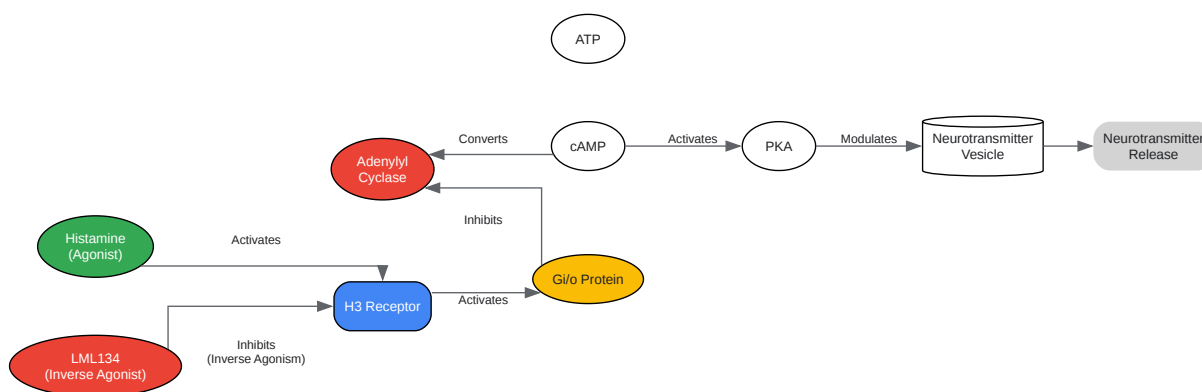 ATP
Converts
cAMP
Activates
PKA
Modulates
Neurotransmitter
Vesicle
Neurotransmitter
Release
Adenylyl
Cyclase
Inhibits
Histamine
(Agonist)
Activates
Gi/o Protein
H3 Receptor
Activates
Inhibits
(Inverse Agonism)
LML134
(Inverse Agonist)